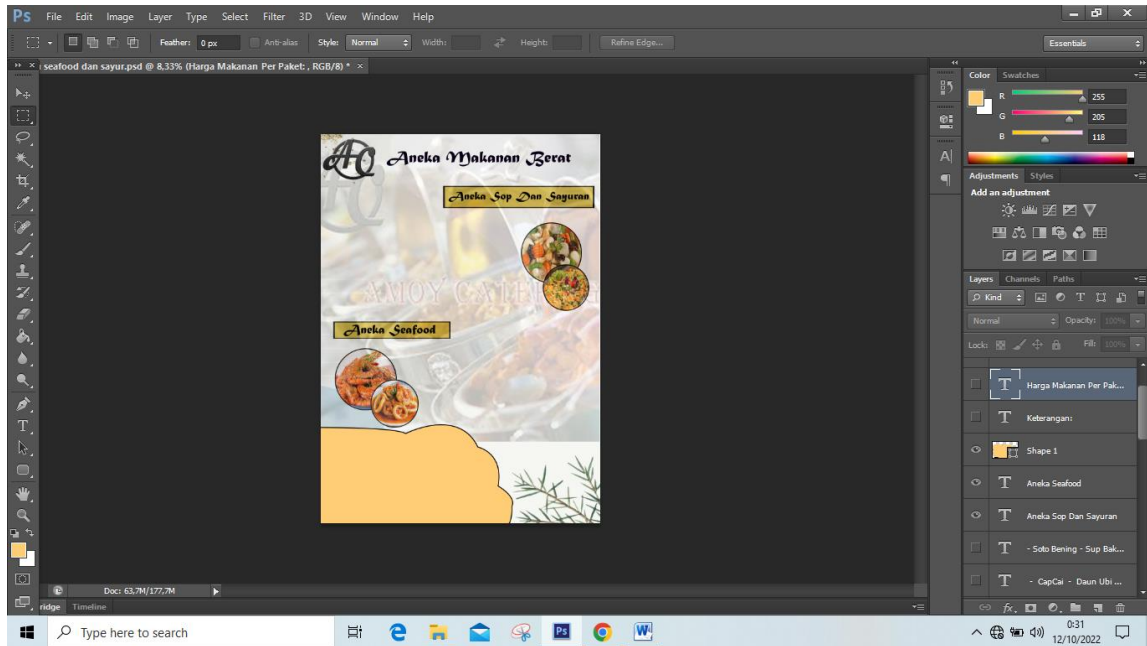 Ps File Edit Image Layer Type Select Filter 3D View Window Help
Feather: 0 px Anti-alias Style: Normal Width: Height: Refine Edge... Essentials
seafood dan sayur.psd @ 8,33% (Harga Makanan Per Paket: , RGB/8) * ×
AC Aneka Makanan Berat
Aneka Sop Dan Sayuran
AMOY CATERING
Aneka Seafood
Color Swatches
R 255
G 205
B 118
Adjustments Styles
Add an adjustment
Layers Channels Paths
Kind
Normal Opacity: 100%
Lock: Fill: 100%
Harga Makanan Per Pak...
Keterangan:
Shape 1
Aneka Seafood
Aneka Sop Dan Sayuran
- Soto Bening - Sup Bak...
- CapCai - Daun Ubi ...
Doc: 63,7M/177,7M
ridge Timeline
Type here to search
0:31
12/10/2022